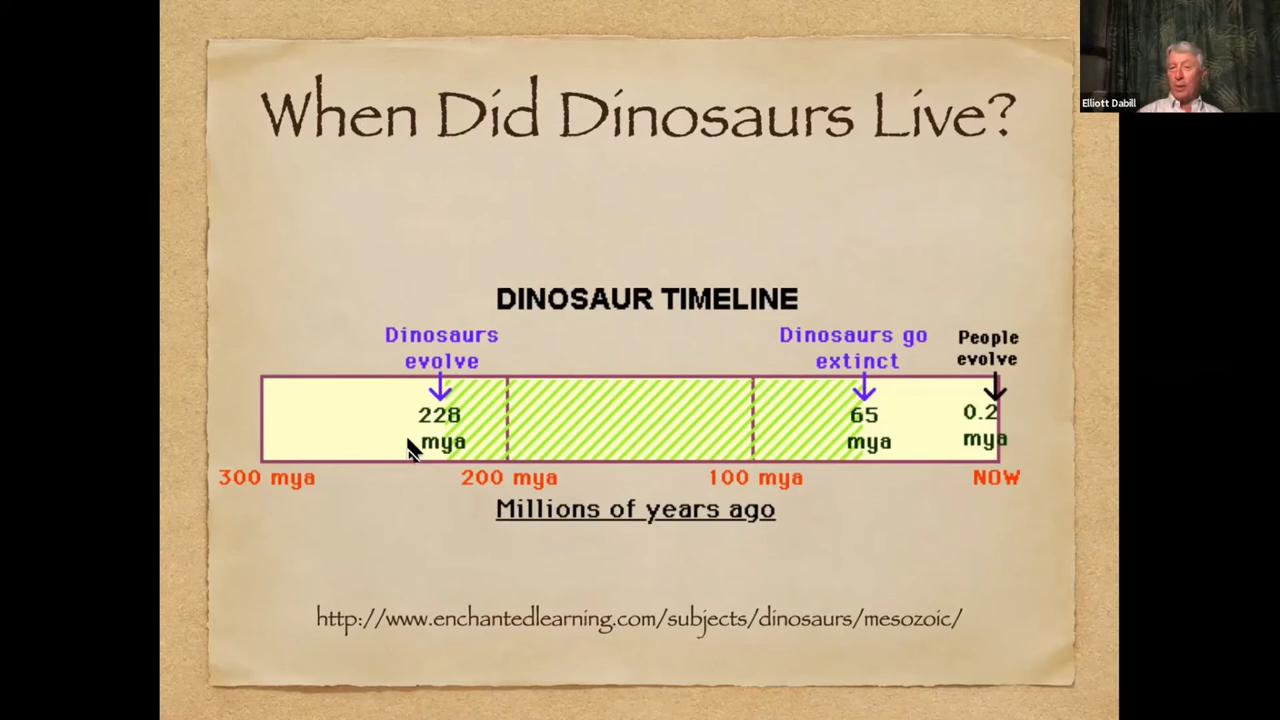 When Did Dinosaurs Live?
Elliott Dabill
DINOSAUR TIMELINE
Dinosaurs evolve
Dinosaurs go extinct
People evolve
228 mya
65 mya
0.2 mya
300 mya 200 mya 100 mya NOW
Millions of years ago
http://www.enchantedlearning.com/subjects/dinosaurs/mesozoic/